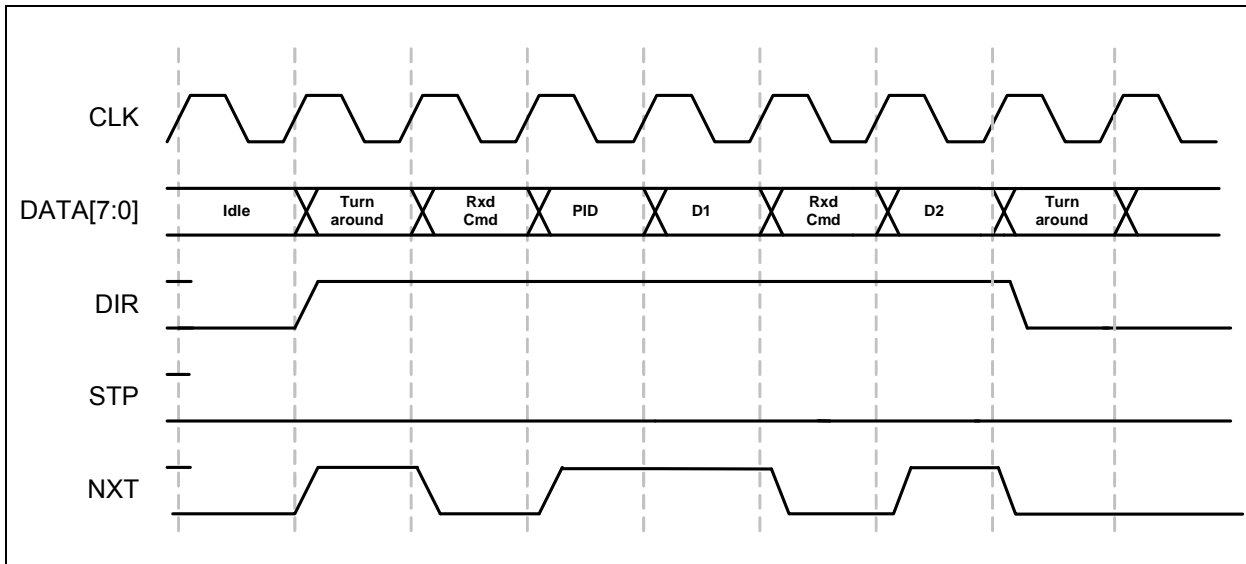 CLK
DATA[7:0]
Idle
Turn
around
Rxd
Cmd
PID
D1
Rxd
Cmd
D2
Turn
around
DIR
STP
NXT